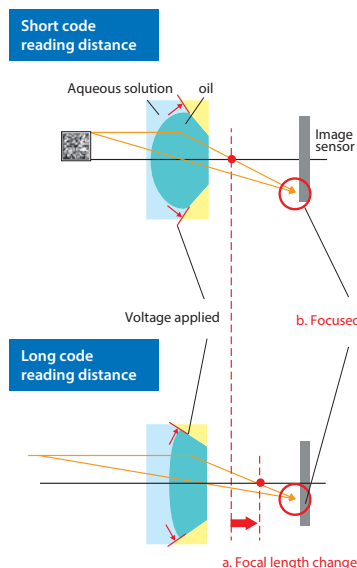 Short code
reading distance
Aqueous solution
oil
Image
sensor
Voltage applied
b. Focused
Long code
reading distance
a. Focal length change